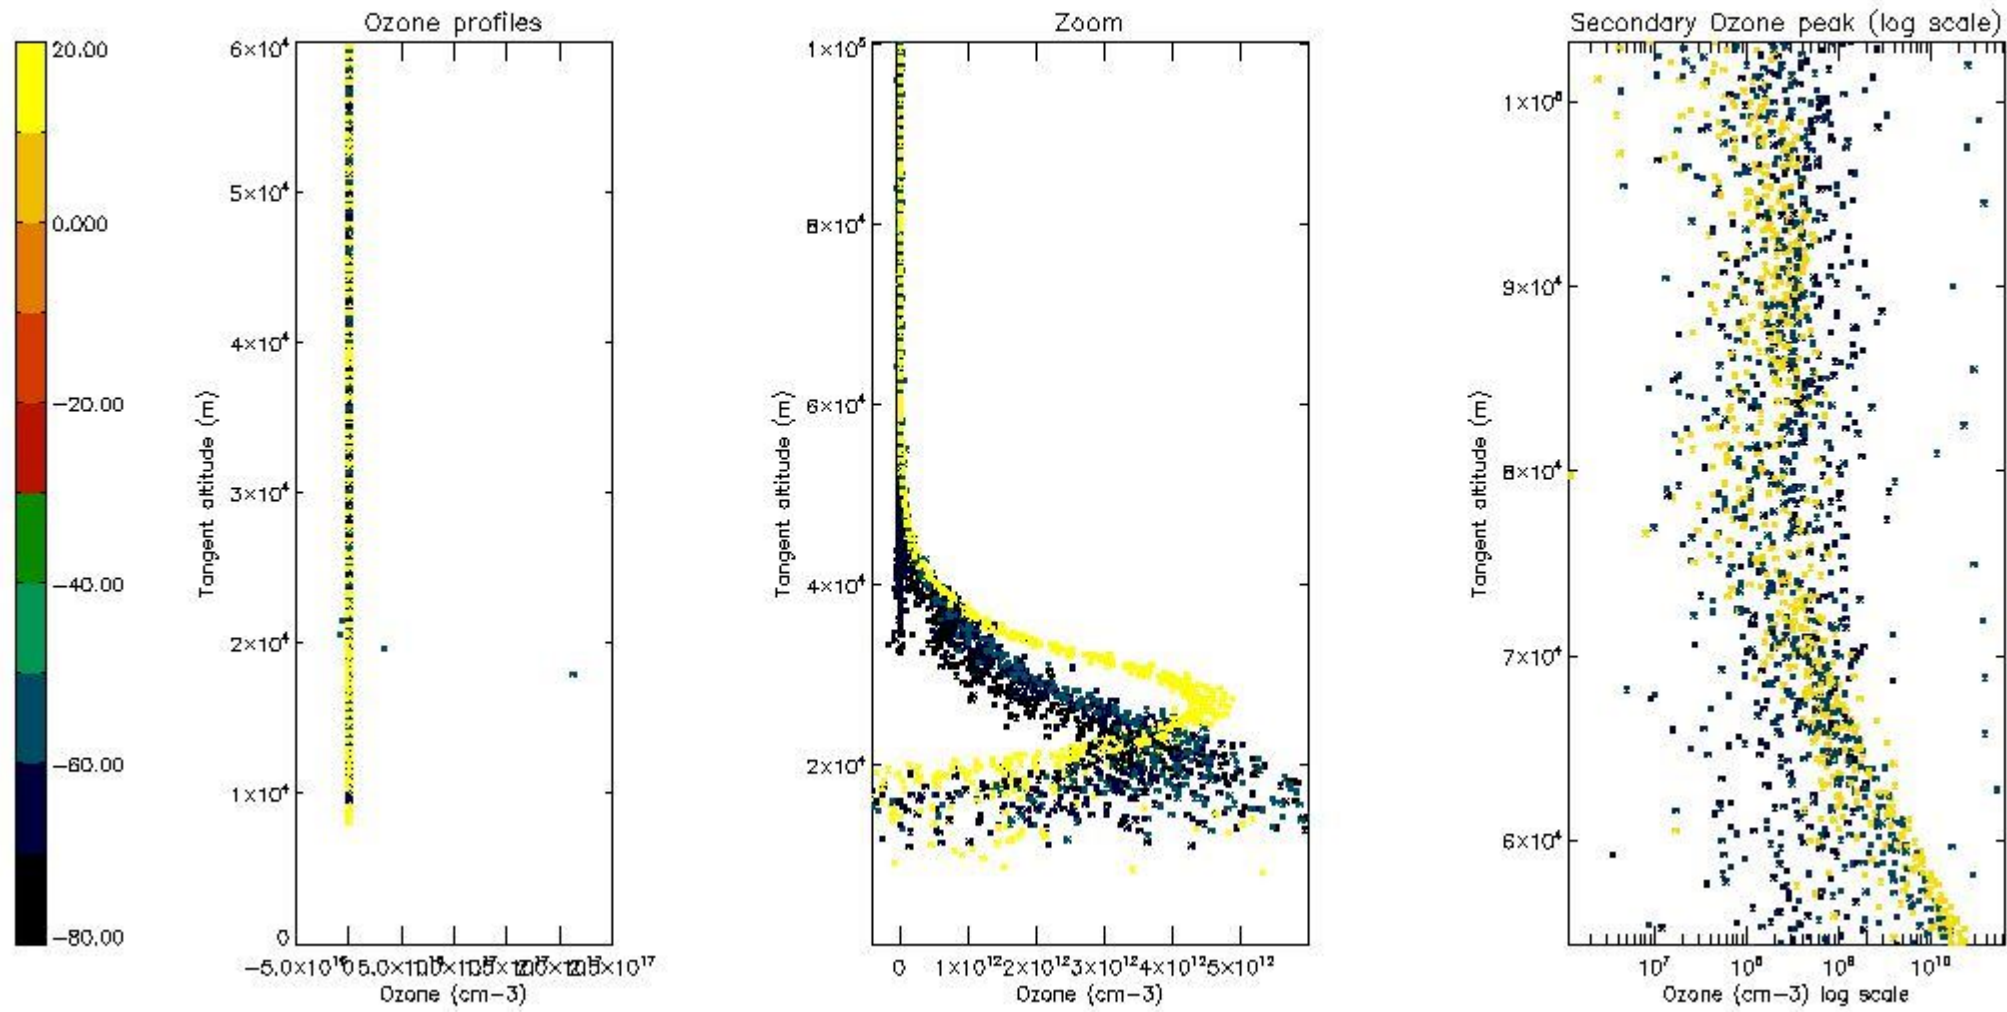 Ozone profiles
Zoom
Secondary Ozone peak (log scale)
20.00
0.000
−20.00
−40.00
−60.00
−80.00
6×10⁴
5×10⁴
4×10⁴
3×10⁴
2×10⁴
1×10⁴
0
Tangent altitude (m)
Ozone (cm−3)
1×10⁵
8×10⁴
6×10⁴
4×10⁴
2×10⁴
Tangent altitude (m)
0 1×10¹² 2×10¹² 3×10¹² 4×10¹² 5×10¹²
Ozone (cm−3)
9×10⁴
8×10⁴
7×10⁴
6×10⁴
Tangent altitude (m)
10⁷ 10⁸ 10⁹ 10¹⁰
Ozone (cm−3) log scale